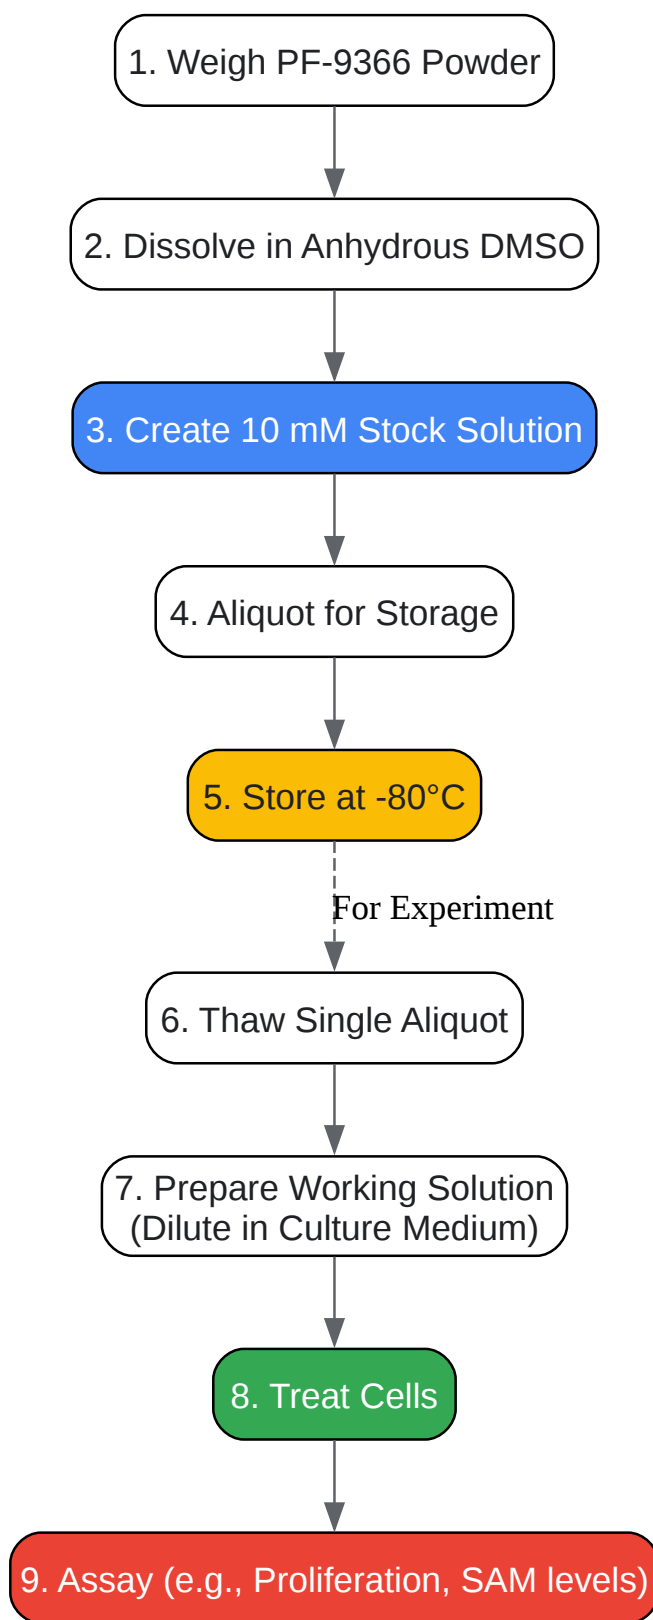 1. Weigh PF-9366 Powder
2. Dissolve in Anhydrous DMSO
3. Create 10 mM Stock Solution
4. Aliquot for Storage
5. Store at -80°C
For Experiment
6. Thaw Single Aliquot
7. Prepare Working Solution
(Dilute in Culture Medium)
8. Treat Cells
9. Assay (e.g., Proliferation, SAM levels)